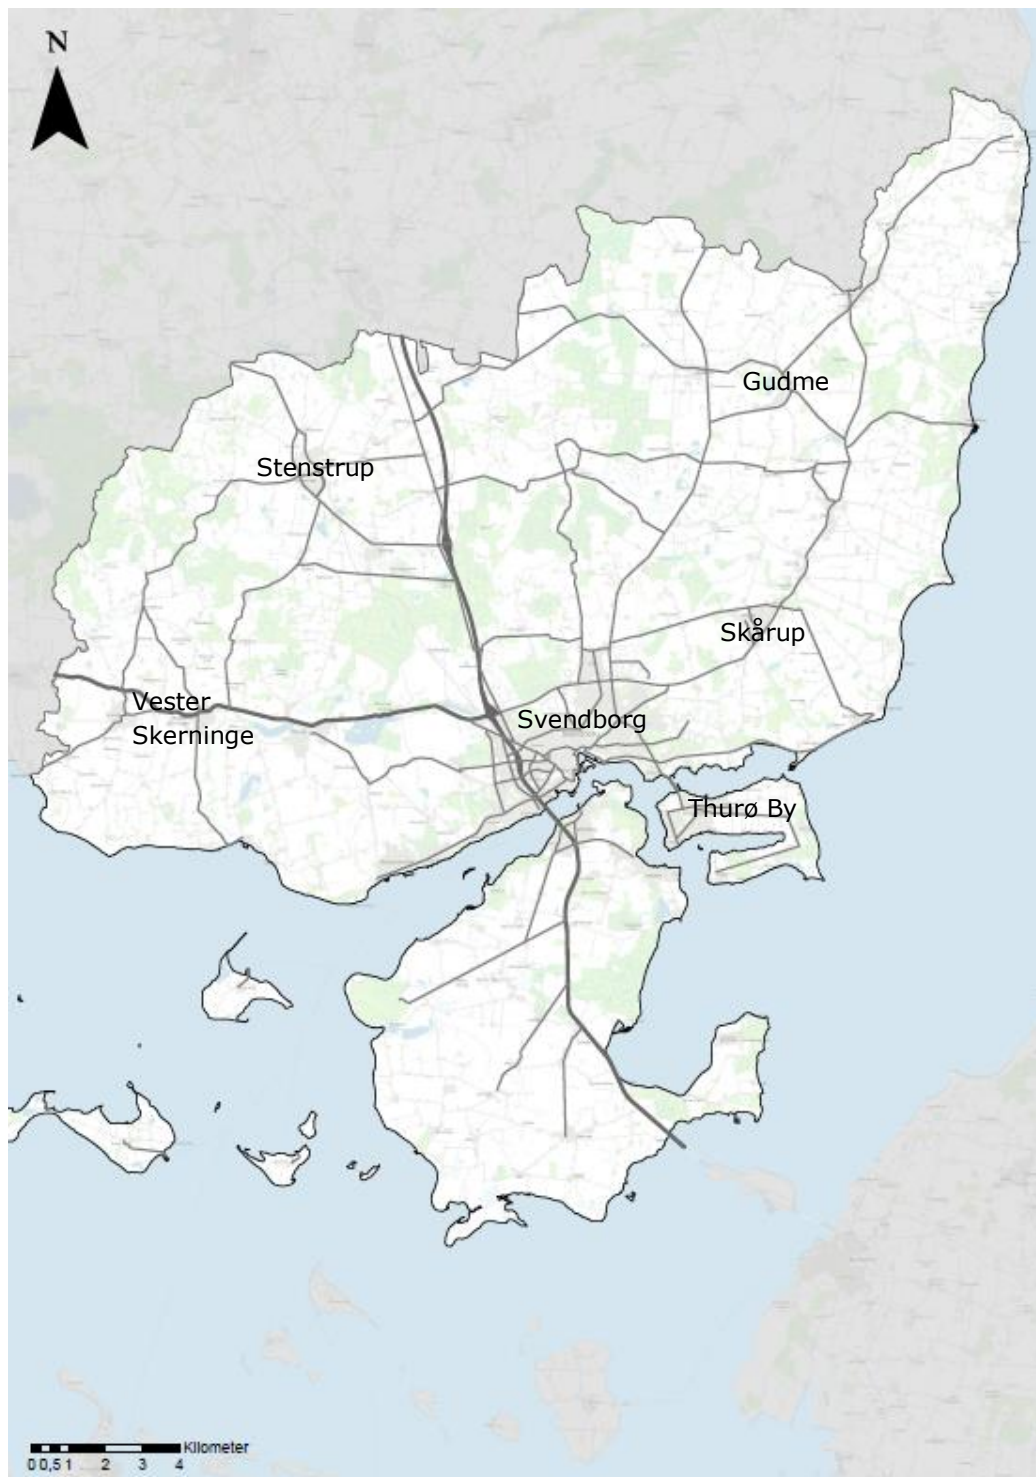 N
Gudme
Stenstrup
Skårup
Vester
Skerninge
Svendborg
Thurø By
Kilometer
0 0,5 1 2 3 4